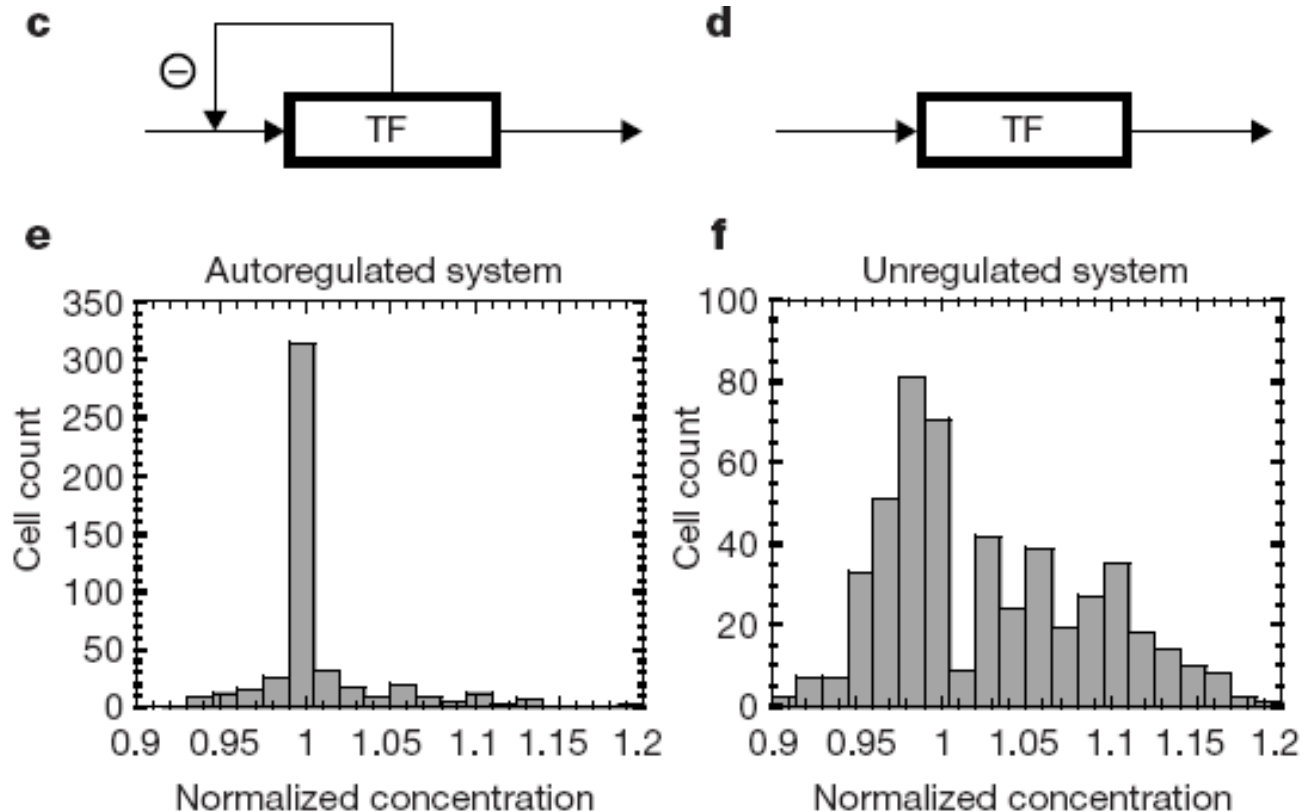 c
d
⊖
TF
TF
e
f
Autoregulated system
Unregulated system
350
300
250
200
150
100
50
0
Cell count
0.9 0.95 1 1.05 1.1 1.15 1.2
Normalized concentration
100
80
60
40
20
0
Cell count
0.9 0.95 1 1.05 1.1 1.15 1.2
Normalized concentration